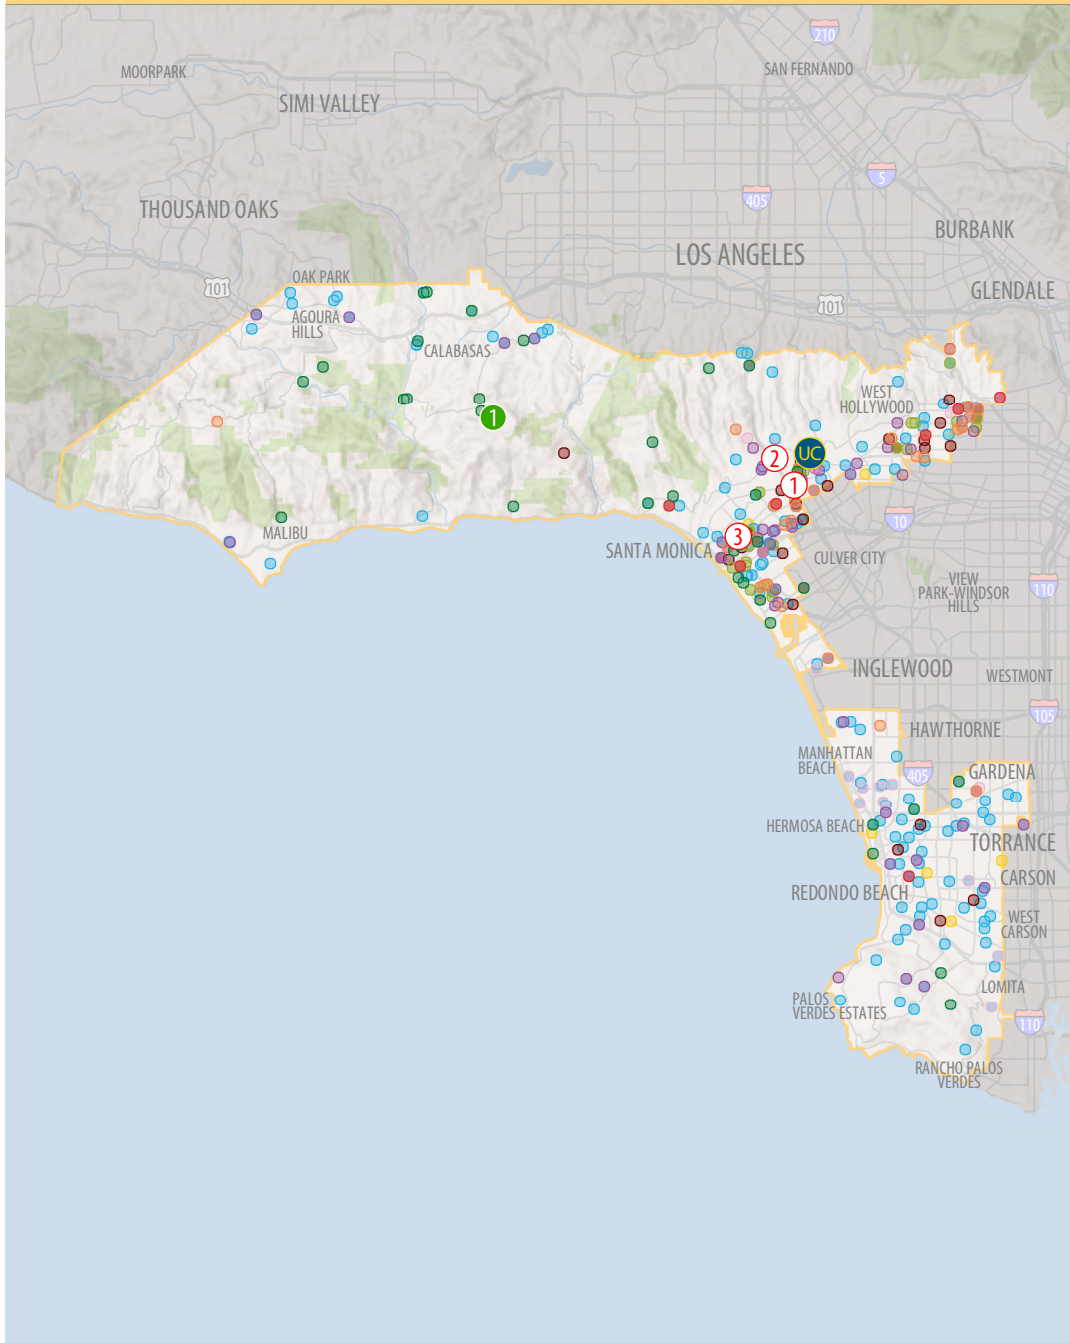 210
MOORPARK
SAN FERNANDO
SIMI VALLEY
5
405
THOUSAND OAKS
BURBANK
LOS ANGELES
OAK PARK
101
GLENDALE
101
AGOURA
HILLS
CALABASAS
WEST
HOLLYWOOD
1
UC
2
1
10
MALIBU
3
SANTA MONICA
CULVER CITY
VIEW
PARK-WINDSOR
HILLS
110
INGLEWOOD
WESTMONT
105
HAWTHORNE
MANHATTAN
BEACH
405
GARDENA
HERMOSA BEACH
TORRANCE
CARSON
REDONDO BEACH
WEST
CARSON
LOMITA
PALOS
VERDES ESTATES
110
RANCHO PALOS
VERDES